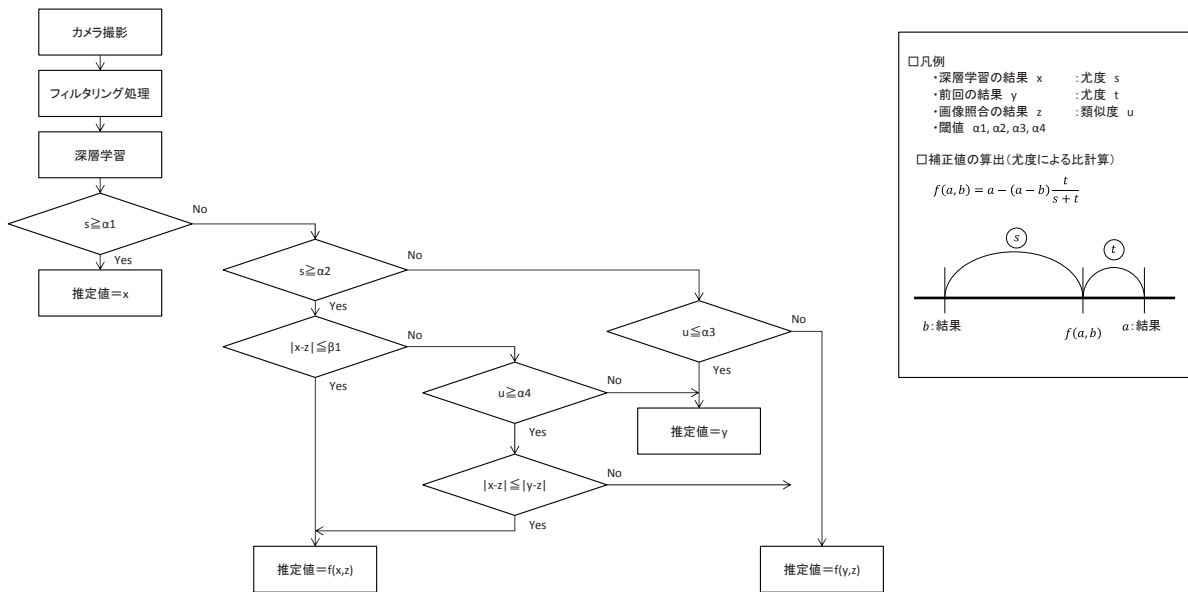 カメラ撮影
フィルタリング処理
深層学習
s≧α1
No
Yes
推定値=x
s≧α2
No
Yes
|x-z|≦β1
No
Yes
u≦α3
No
Yes
u≧α4
No
Yes
推定値=y
|x-z|≦|y-z|
No
Yes
推定値=f(x,z)
推定値=f(y,z)
□凡例
・深層学習の結果 x :尤度 s
・前回の結果 y :尤度 t
・画像照合の結果 z :類似度 u
・閾値 α1, α2, α3, α4
□補正値の算出(尤度による比計算)
f(a, b) = a − (a − b) t / s + t
s
t
b:結果
f(a, b)
a:結果